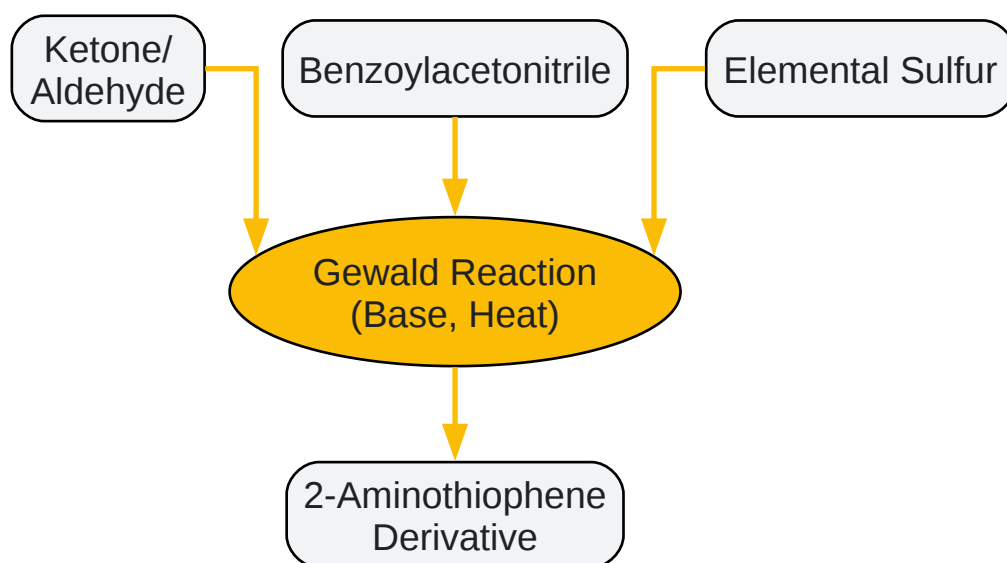 Ketone/
Aldehyde
Benzoylacetonitrile
Elemental Sulfur
Gewald Reaction
(Base, Heat)
2-Aminothiophene
Derivative